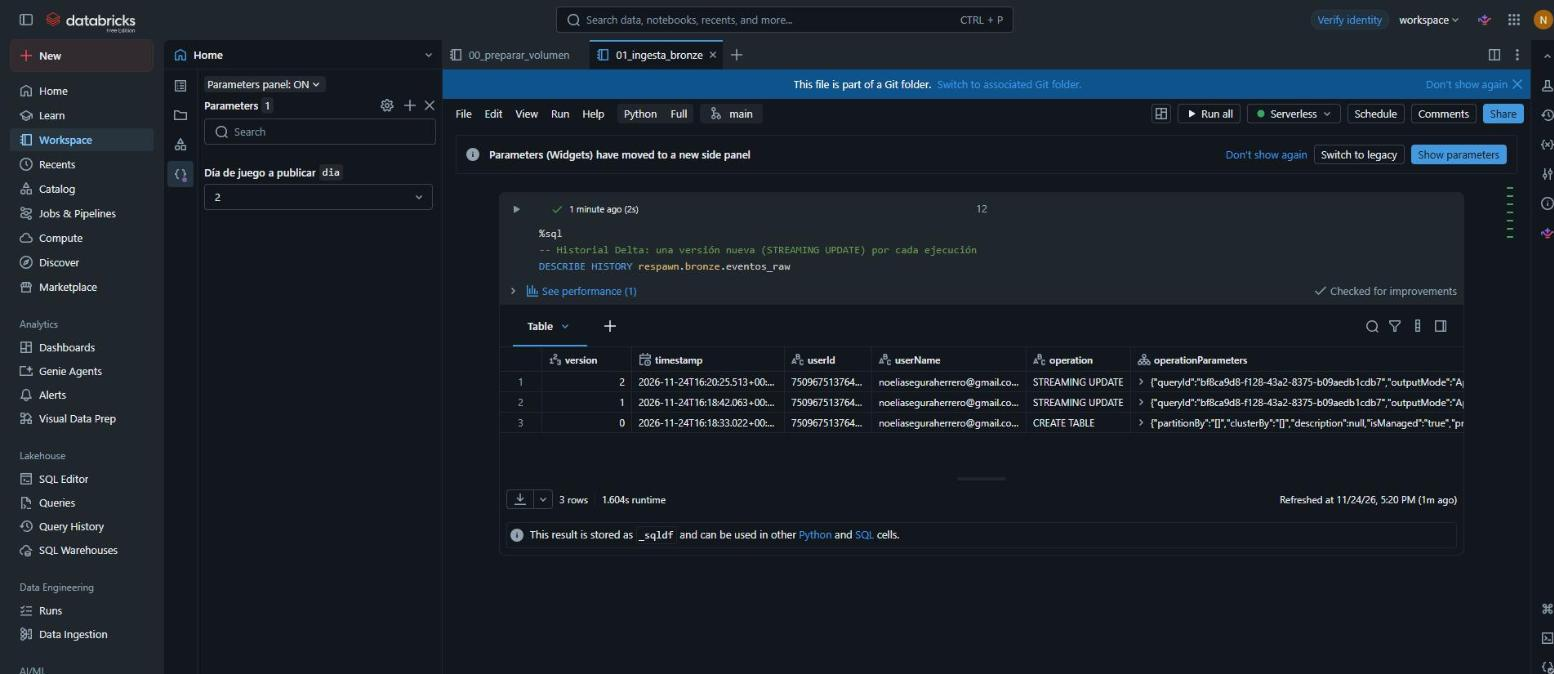 databricks
Free Edition
Search data, notebooks, recents, and more...
CTRL + P
Verify identity
workspace
N
New
Home
Learn
Workspace
Recents
Catalog
Jobs & Pipelines
Compute
Discover
Marketplace
Analytics
Dashboards
Genie Agents
Alerts
Visual Data Prep
Lakehouse
SQL Editor
Queries
Query History
SQL Warehouses
Data Engineering
Runs
Data Ingestion
AI/ML
Home
Parameters panel: ON
Parameters 1
Search
Día de juego a publicar dia
2
00_preparar_volumen
01_ingesta_bronze
This file is part of a Git folder. Switch to associated Git folder.
Don't show again
File Edit View Run Help Python Full main
Run all
Serverless
Schedule
Comments
Share
Parameters (Widgets) have moved to a new side panel
Don't show again
Switch to legacy
Show parameters
1 minute ago (2s)
12
%sql
-- Historial Delta: una versión nueva (STREAMING UPDATE) por cada ejecución
DESCRIBE HISTORY respawn.bronze.eventos_raw
See performance (1)
Checked for improvements
Table
version timestamp userId userName operation operationParameters
1 2 2026-11-24T16:20:25.513+00:... 750967513764... noeliaseguraherrero@gmail.co... STREAMING UPDATE {"queryId":"bf8ca9d8-f128-43a2-8375-b09aedb1cdb7","outputMode":"A
2 1 2026-11-24T16:18:42.063+00:... 750967513764... noeliaseguraherrero@gmail.co... STREAMING UPDATE {"queryId":"bf8ca9d8-f128-43a2-8375-b09aedb1cdb7","outputMode":"A
3 0 2026-11-24T16:18:33.022+00:... 750967513764... noeliaseguraherrero@gmail.co... CREATE TABLE {"partitionBy":"[]","clusterBy":"[]","description":null,"isManaged":"true","pr
3 rows
1.604s runtime
Refreshed at 11/24/26, 5:20 PM (1m ago)
This result is stored as _sqldf and can be used in other Python and SQL cells.